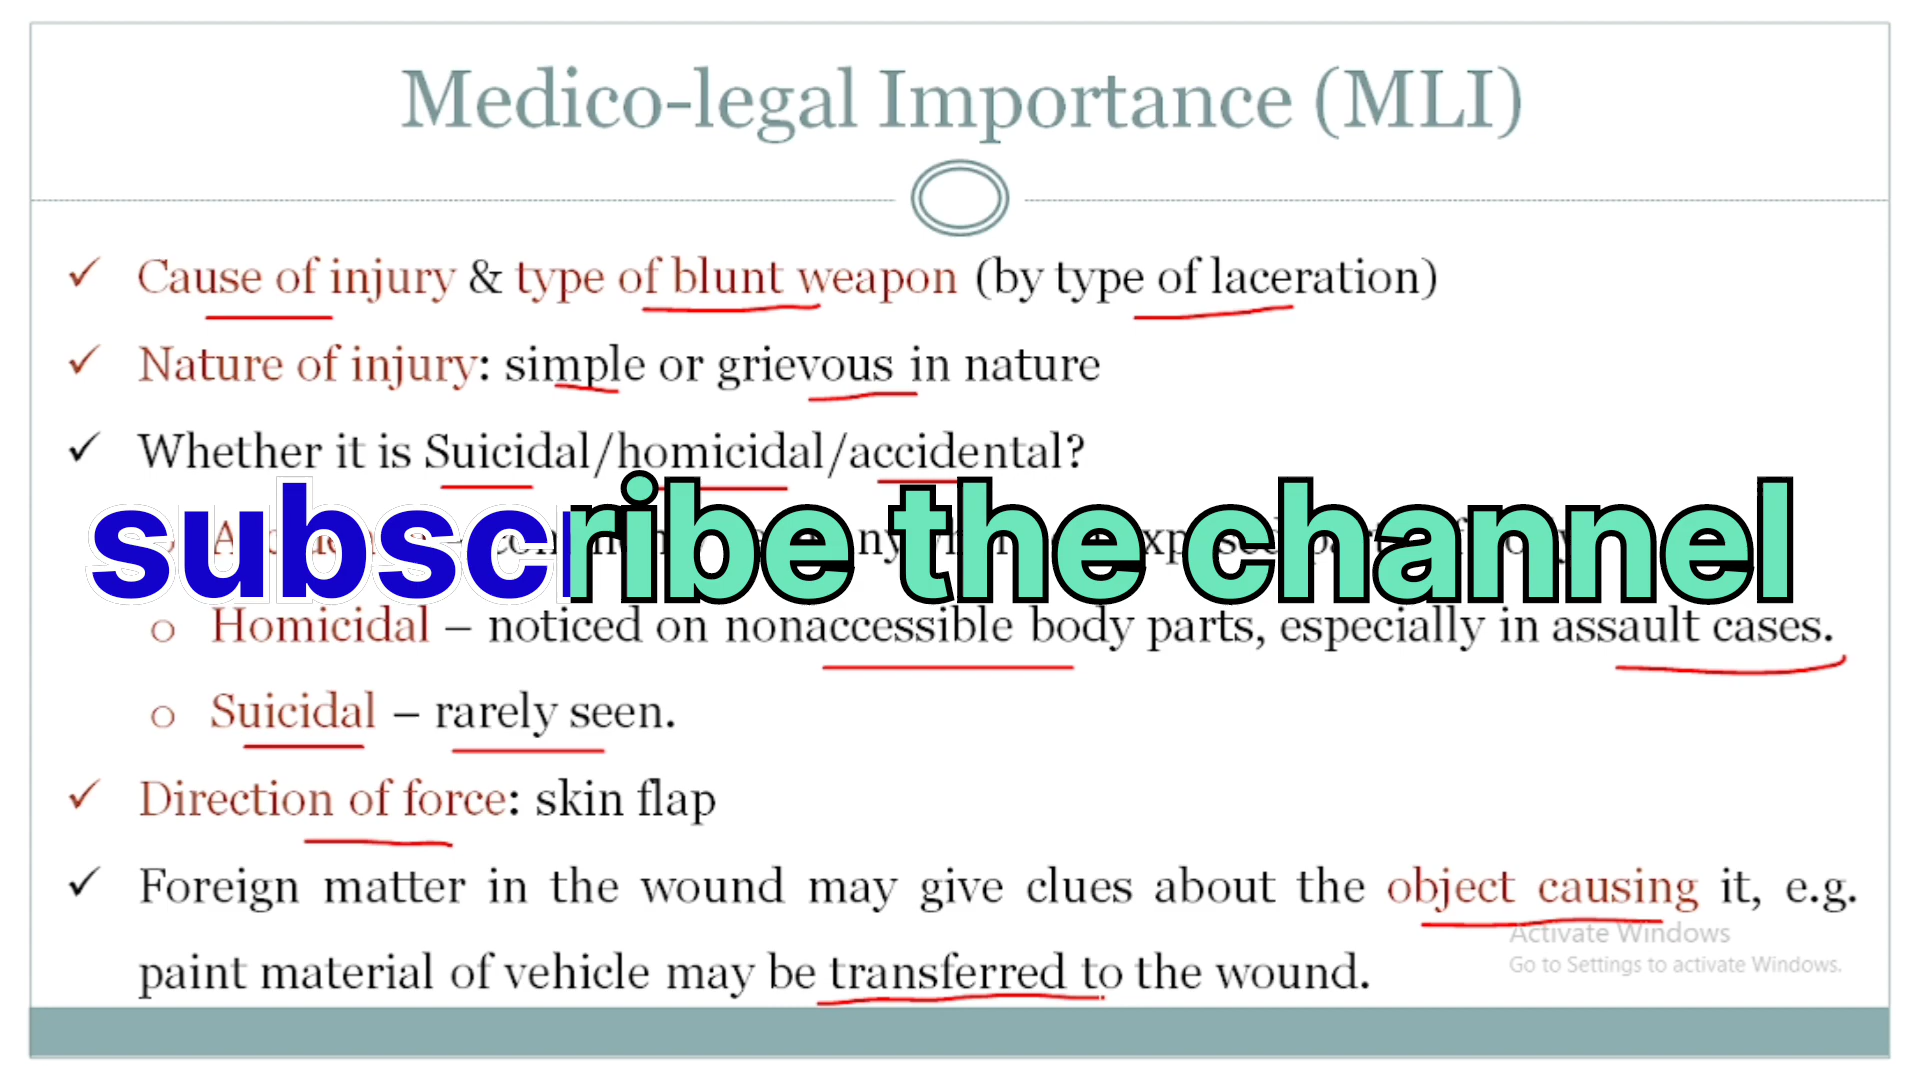 Medico-legal Importance (MLI)
✓ Cause of injury & type of blunt weapon (by type of laceration)
✓ Nature of injury: simple or grievous in nature
✓ Whether it is Suicidal/homicidal/accidental?
subscribe the channel
o Homicidal – noticed on nonaccessible body parts, especially in assault cases.
o Suicidal – rarely seen.
✓ Direction of force: skin flap
✓ Foreign matter in the wound may give clues about the object causing it, e.g.
paint material of vehicle may be transferred to the wound.
Activate Windows
Go to Settings to activate Windows.